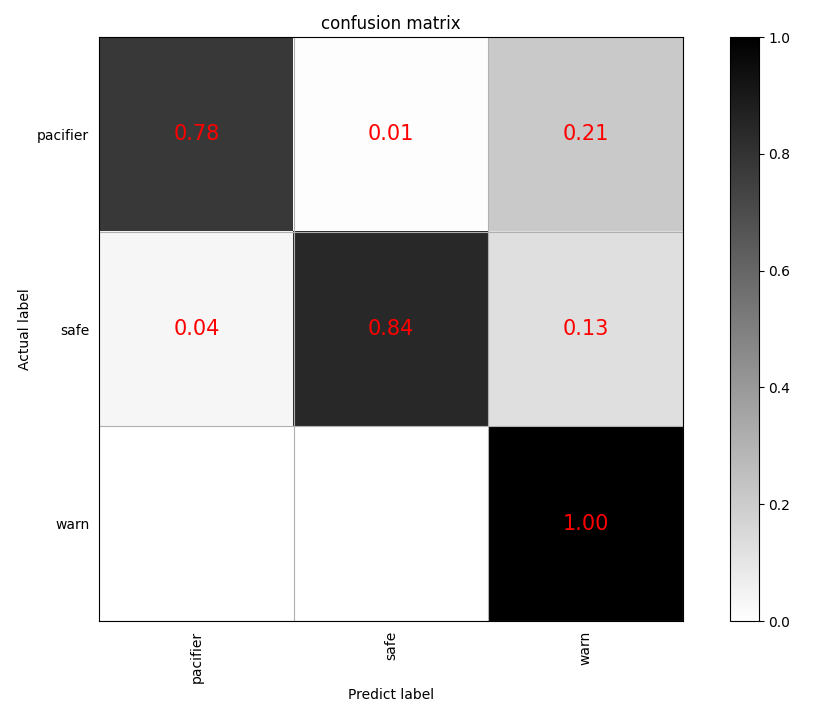 confusion matrix
pacifier 0.78 0.01 0.21
safe 0.04 0.84 0.13
warn 1.00
pacifier safe warn
Predict label
Actual label
1.0
0.8
0.6
0.4
0.2
0.0